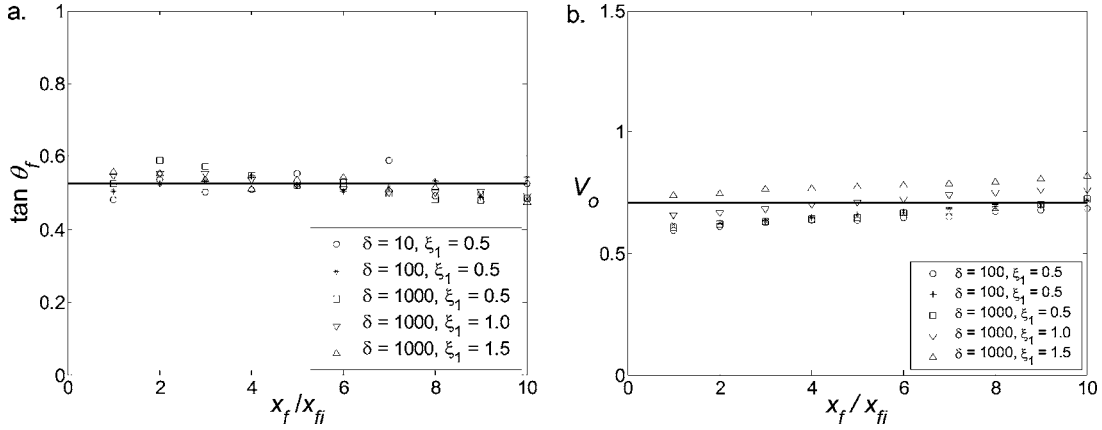 a.
1
0.8
0.6
0.4
0.2
0
tan θf
δ = 10, ξ1 = 0.5
δ = 100, ξ1 = 0.5
δ = 1000, ξ1 = 0.5
δ = 1000, ξ1 = 1.0
δ = 1000, ξ1 = 1.5
0 2 4 6 8 10
xf/xfi
b.
1.5
1
0.5
0
Vo
δ = 100, ξ1 = 0.5
δ = 100, ξ1 = 0.5
δ = 1000, ξ1 = 0.5
δ = 1000, ξ1 = 1.0
δ = 1000, ξ1 = 1.5
0 2 4 6 8 10
xf / xfi